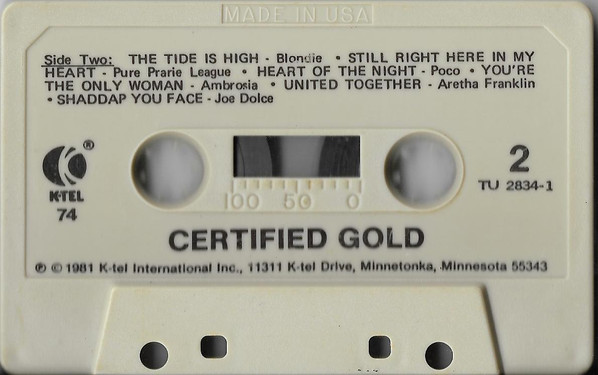 MADE IN USA
Side Two: THE TIDE IS HIGH - Blondie • STILL RIGHT HERE IN MY
HEART - Pure Prarie League • HEART OF THE NIGHT - Poco • YOU'RE
THE ONLY WOMAN - Ambrosia • UNITED TOGETHER - Aretha Franklin
• SHADDAP YOU FACE - Joe Dolce
K ®
K-TEL
74
100 50 0
2
TU 2834-1
CERTIFIED GOLD
℗ © 1981 K-tel International Inc., 11311 K-tel Drive, Minnetonka, Minnesota 55343